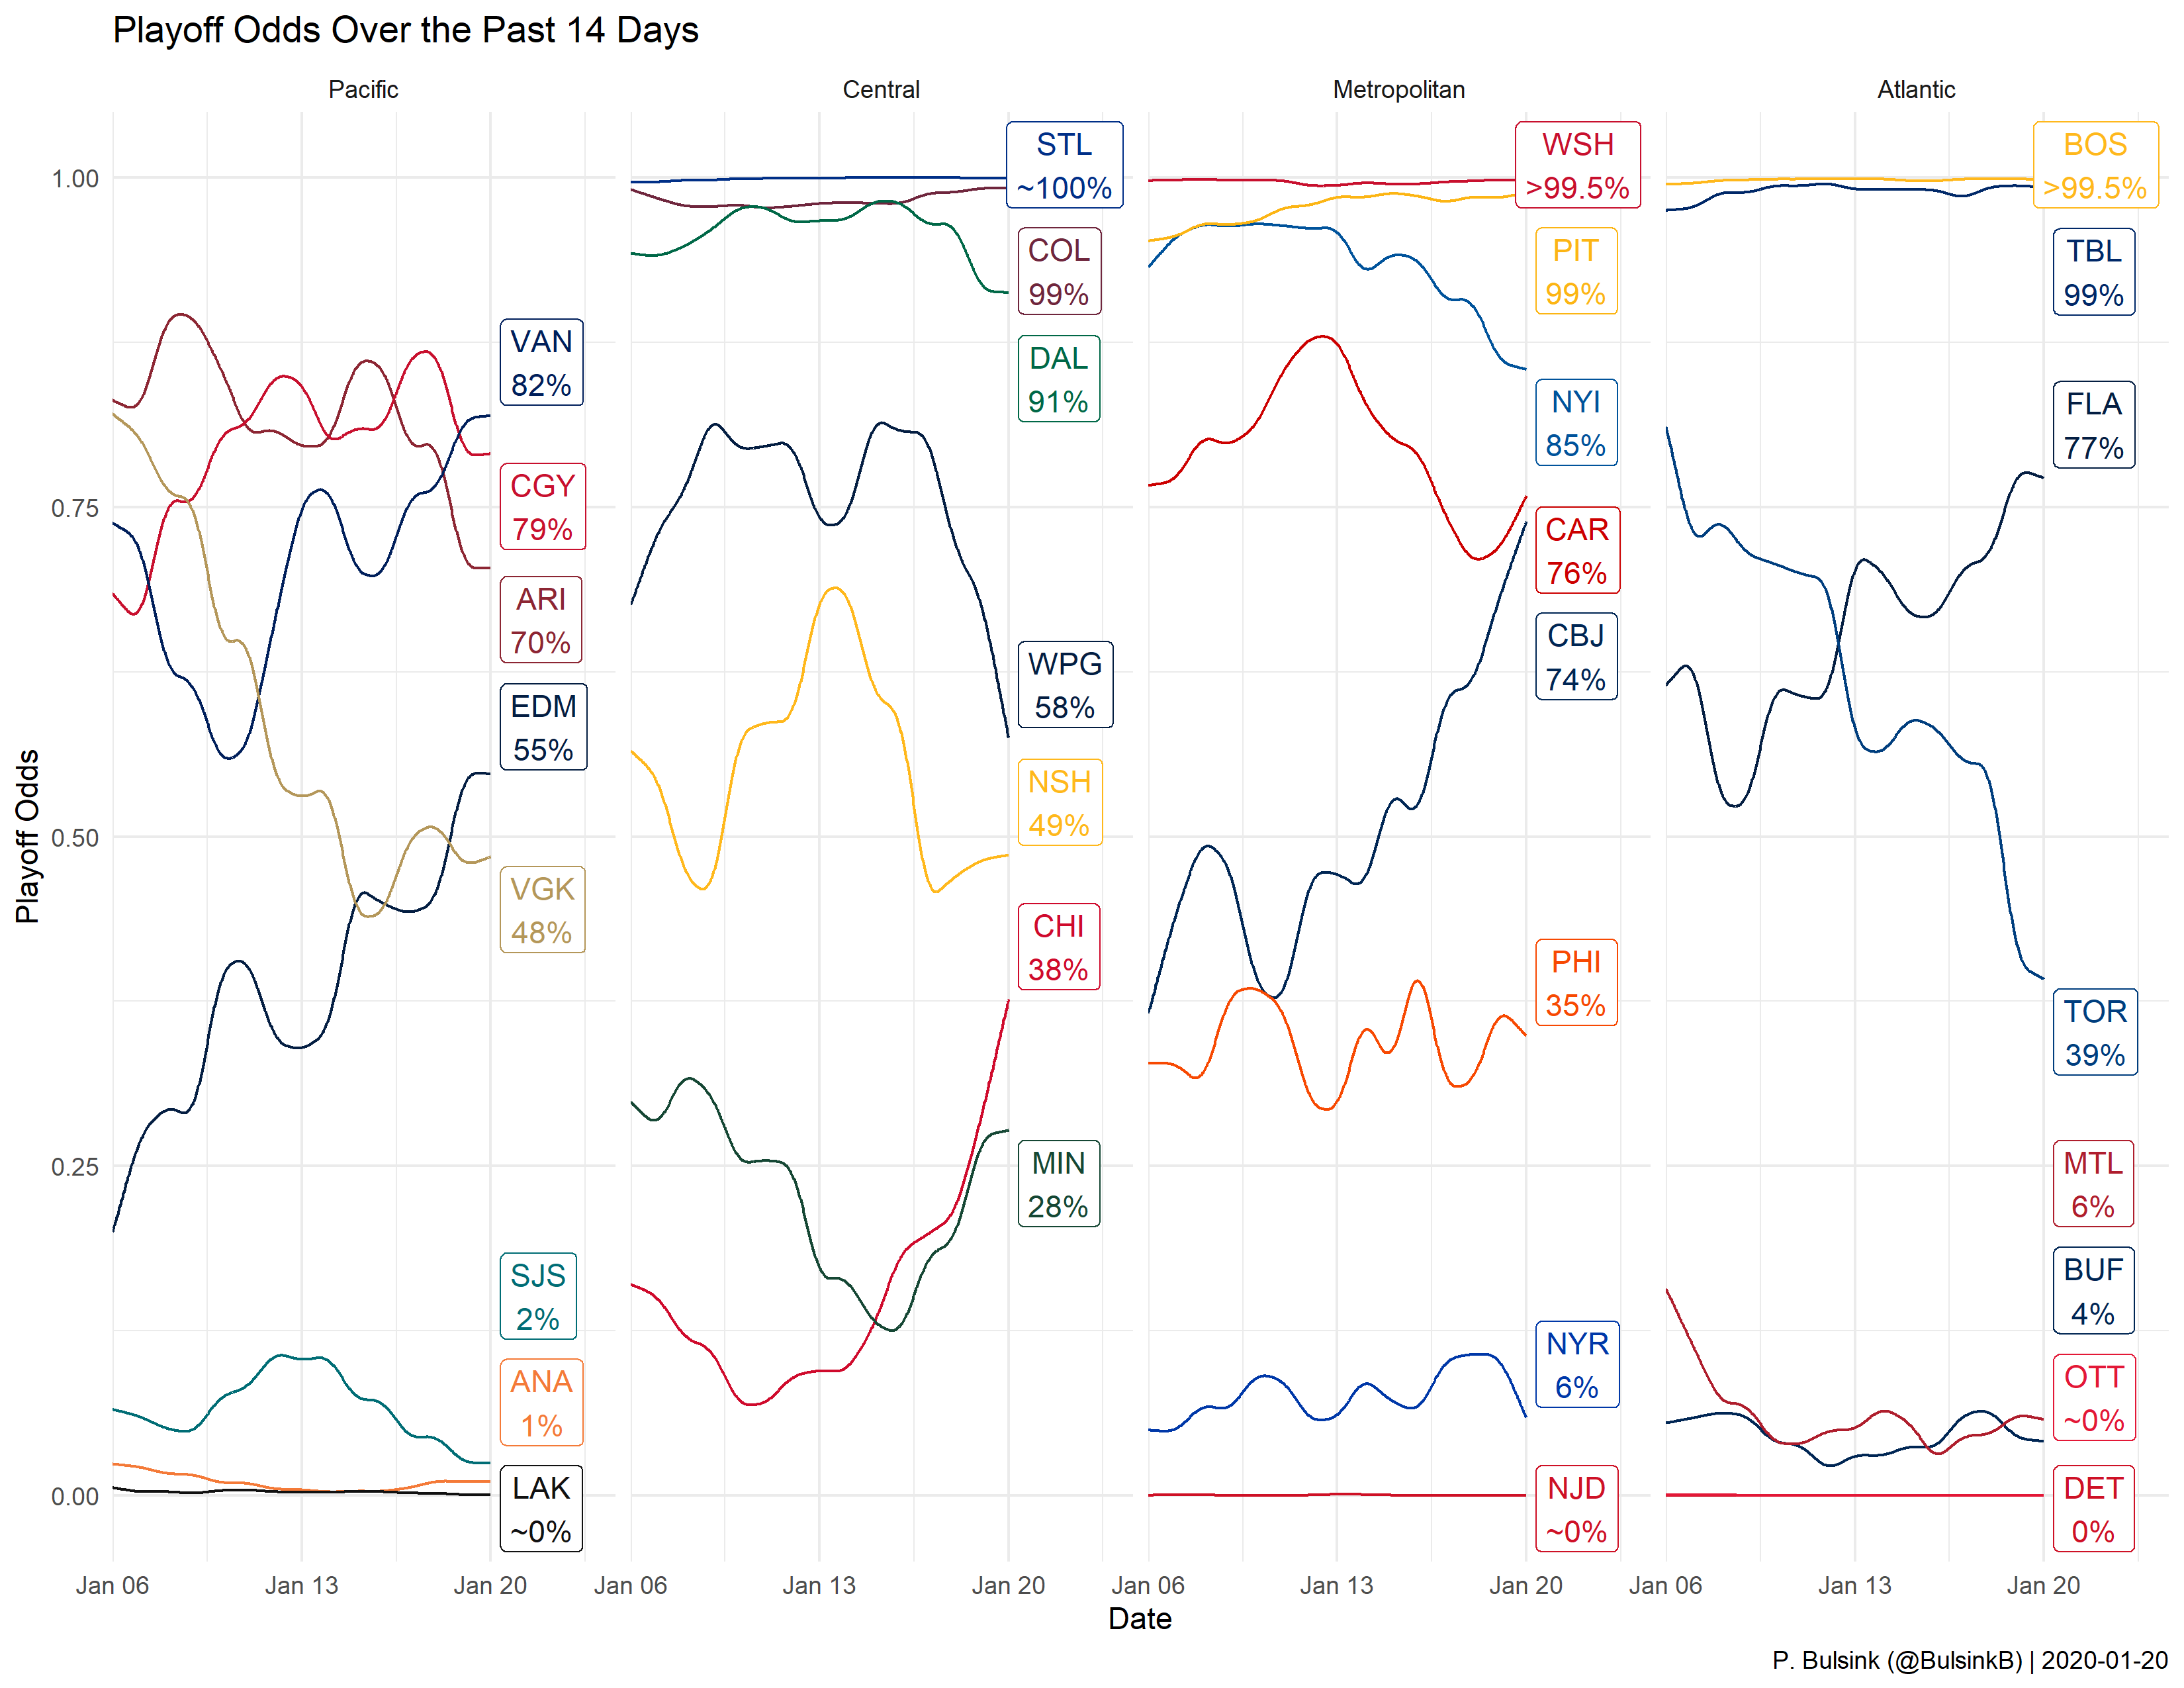 Playoff Odds Over the Past 14 Days
Pacific
Central
Metropolitan
Atlantic
Playoff Odds
1.00
0.75
0.50
0.25
0.00
VAN
82%
CGY
79%
ARI
70%
EDM
55%
VGK
48%
SJS
2%
ANA
1%
LAK
~0%
STL
~100%
COL
99%
DAL
91%
WPG
58%
NSH
49%
CHI
38%
MIN
28%
WSH
>99.5%
PIT
99%
NYI
85%
CAR
76%
CBJ
74%
PHI
35%
NYR
6%
NJD
~0%
BOS
>99.5%
TBL
99%
FLA
77%
TOR
39%
MTL
6%
BUF
4%
OTT
~0%
DET
0%
Jan 06
Jan 13
Jan 20
Jan 06
Jan 13
Jan 20
Jan 06
Jan 13
Jan 20
Jan 06
Jan 13
Jan 20
Date
P. Bulsink (@BulsinkB) | 2020-01-20